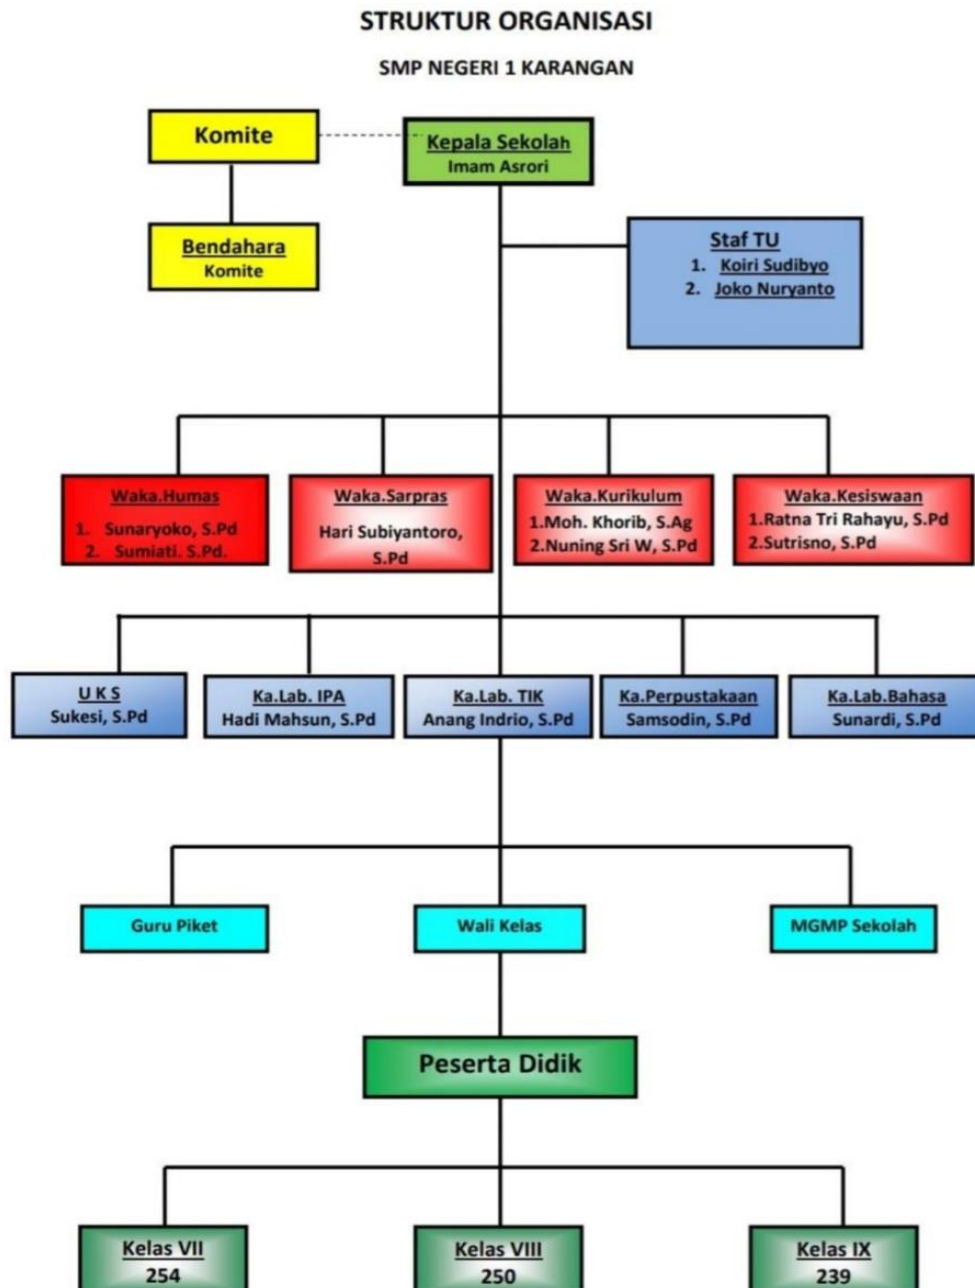 STRUKTUR ORGANISASI
SMP NEGERI 1 KARANGAN
Komite
Kepala Sekolah
Imam Asrori
Bendahara
Komite
Staf TU
1. Koiri Sudibyo
2. Joko Nuryanto
Waka.Humas
1. Sunaryoko, S.Pd
2. Sumiati. S.Pd.
Waka.Sarpras
Hari Subiyantoro,
S.Pd
Waka.Kurikulum
1.Moh. Khorib, S.Ag
2.Nuning Sri W, S.Pd
Waka.Kesiswaan
1.Ratna Tri Rahayu, S.Pd
2.Sutrisno, S.Pd
U K S
Sukesi, S.Pd
Ka.Lab. IPA
Hadi Mahsun, S.Pd
Ka.Lab. TIK
Anang Indrio, S.Pd
Ka.Perpustakaan
Samsodin, S.Pd
Ka.Lab.Bahasa
Sunardi, S.Pd
Guru Piket
Wali Kelas
MGMP Sekolah
Peserta Didik
Kelas VII
254
Kelas VIII
250
Kelas IX
239